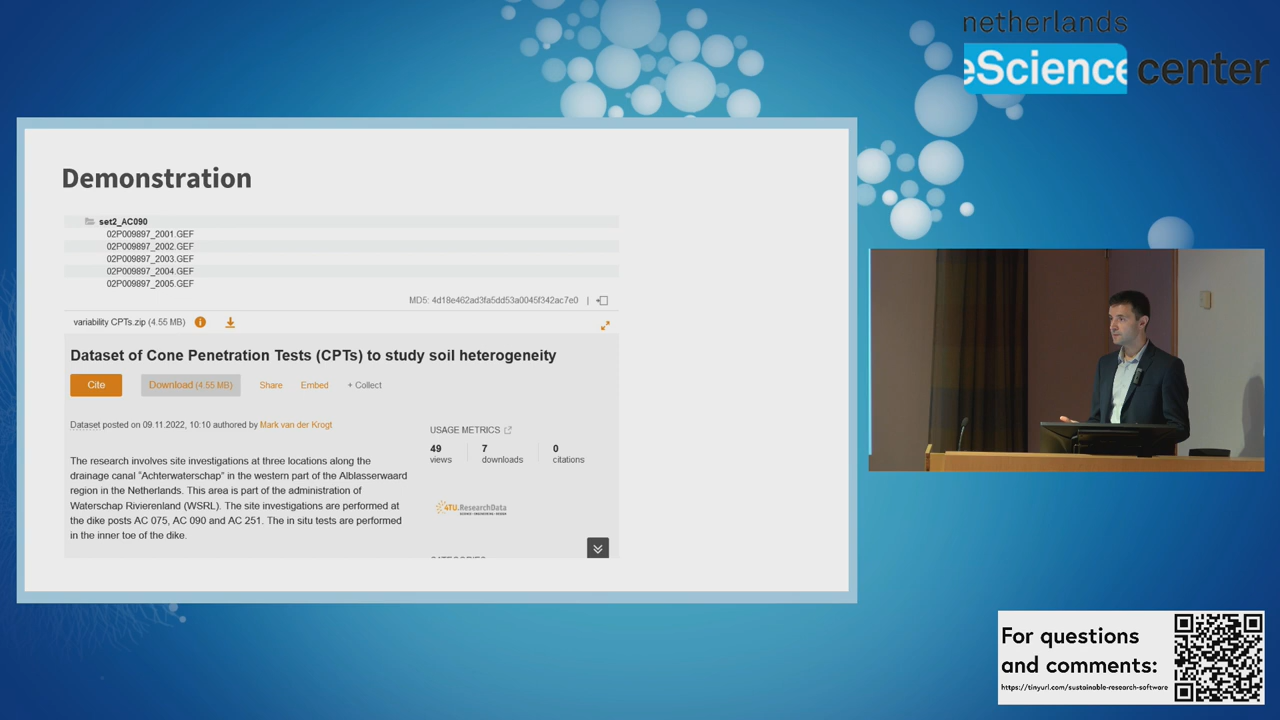 netherlands
eScience center
Demonstration
set2_AC090
02P009897_2001.GEF
02P009897_2002.GEF
02P009897_2003.GEF
02P009897_2004.GEF
02P009897_2005.GEF
MD5: 4d18e462ad3fa5dd53a0045f342ac7e0 |
variability CPTs.zip (4.55 MB)
Dataset of Cone Penetration Tests (CPTs) to study soil heterogeneity
Cite Download (4.55 MB) Share Embed + Collect
Dataset posted on 09.11.2022, 10:10 authored by Mark van der Krogt
The research involves site investigations at three locations along the
drainage canal "Achterwaterschap" in the western part of the Alblasserwaard
region in the Netherlands. This area is part of the administration of
Waterschap Rivierenland (WSRL). The site investigations are performed at
the dike posts AC 075, AC 090 and AC 251. The in situ tests are performed
in the inner toe of the dike.
USAGE METRICS
49 7 0
views downloads citations
4TU.ResearchData
For questions
and comments:
https://tinyurl.com/sustainable-research-software